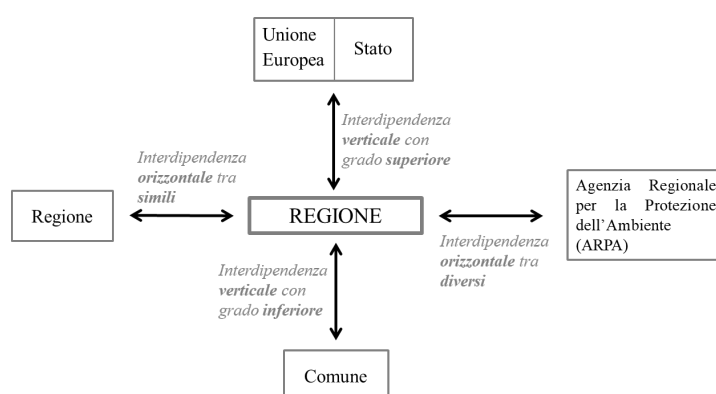 Unione
Europea
Stato
Interdipendenza
verticale con
grado superiore
Interdipendenza
orizzontale tra
simili
Regione
REGIONE
Agenzia Regionale
per la Protezione
dell'Ambiente
(ARPA)
Interdipendenza
orizzontale tra
diversi
Interdipendenza
verticale con
grado inferiore
Comune